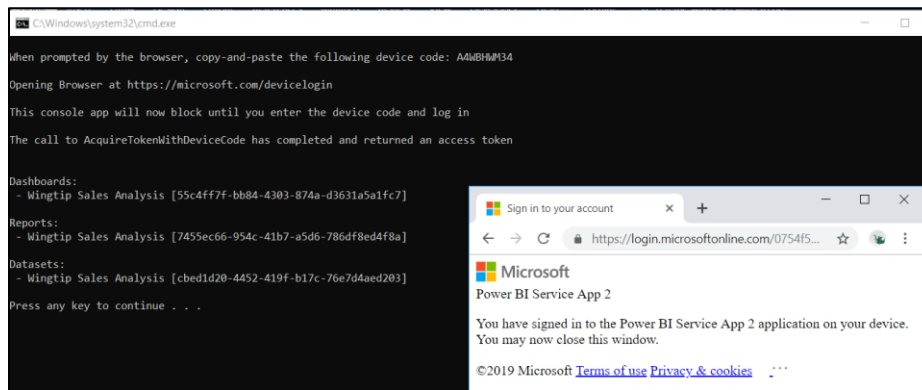 C:\Windows\system32\cmd.exe
When prompted by the browser, copy-and-paste the following device code: A4WBHWM34
Opening Browser at https://microsoft.com/devicelogin
This console app will now block until you enter the device code and log in
The call to AcquireTokenWithDeviceCode has completed and returned an access token
Dashboards:
- Wingtip Sales Analysis [55c4ff7f-bb84-4303-874a-d3631a5a1fc7]
Reports:
- Wingtip Sales Analysis [7455ec66-954c-41b7-a5d6-786df8ed4f8a]
Datasets:
- Wingtip Sales Analysis [cbed1d20-4452-419f-b17c-76e7d4aed203]
Press any key to continue . . .
Sign in to your account
https://login.microsoftonline.com/0754f5...
Microsoft
Power BI Service App 2
You have signed in to the Power BI Service App 2 application on your device.
You may now close this window.
©2019 Microsoft Terms of use Privacy & cookies ...